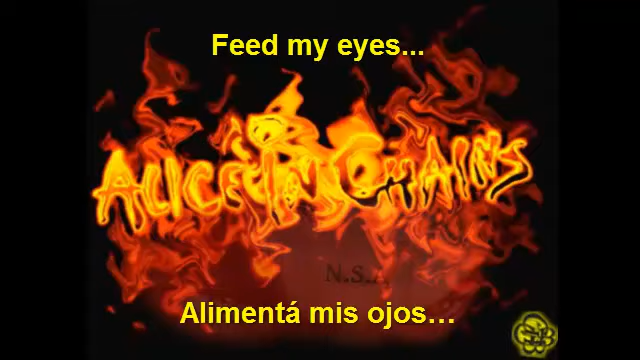 Feed my eyes...
ALICE IN CHAINS
N.S.
Alimentá mis ojos…